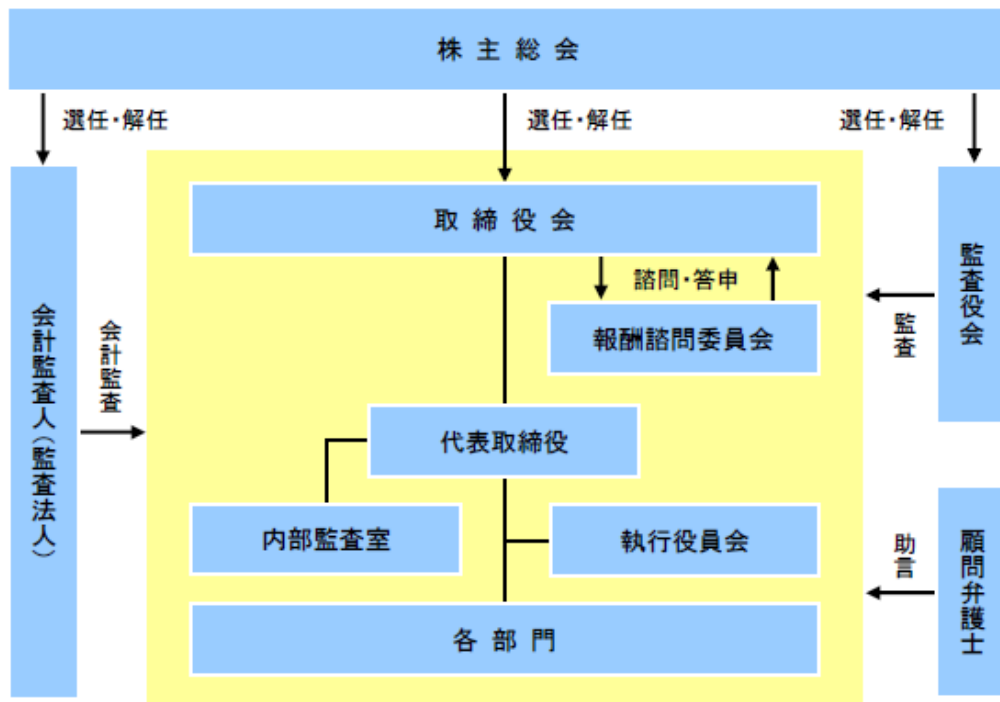 株主総会
選任・解任
選任・解任
選任・解任
取締役会
諮問・答申
報酬諮問委員会
監査役会
監査
会計監査人(監査法人)
会計監査
代表取締役
内部監査室
執行役員会
助言
顧問弁護士
各部門